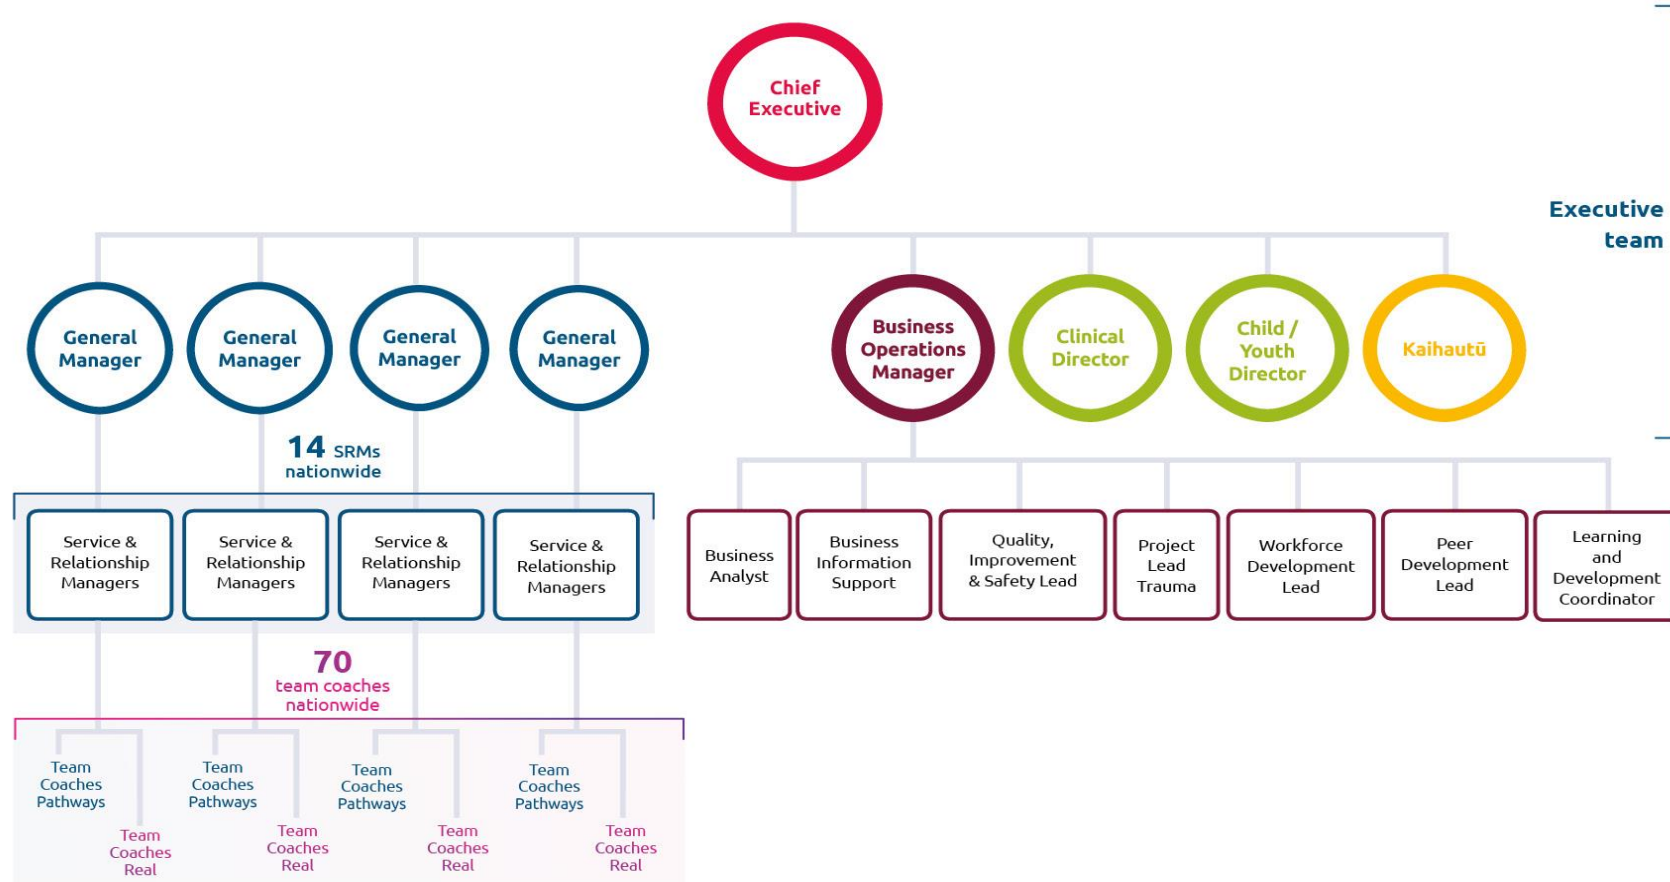 Chief
Executive
Executive
team
General
Manager
General
Manager
General
Manager
General
Manager
Business
Operations
Manager
Clinical
Director
Child /
Youth
Director
Kaihautū
14 SRMs
nationwide
Service &
Relationship
Managers
Service &
Relationship
Managers
Service &
Relationship
Managers
Service &
Relationship
Managers
Business
Analyst
Business
Information
Support
Quality,
Improvement
& Safety Lead
Project
Lead
Trauma
Workforce
Development
Lead
Peer
Development
Lead
Learning
and
Development
Coordinator
70
team coaches
nationwide
Team
Coaches
Pathways
Team
Coaches
Real
Team
Coaches
Pathways
Team
Coaches
Real
Team
Coaches
Pathways
Team
Coaches
Real
Team
Coaches
Pathways
Team
Coaches
Real